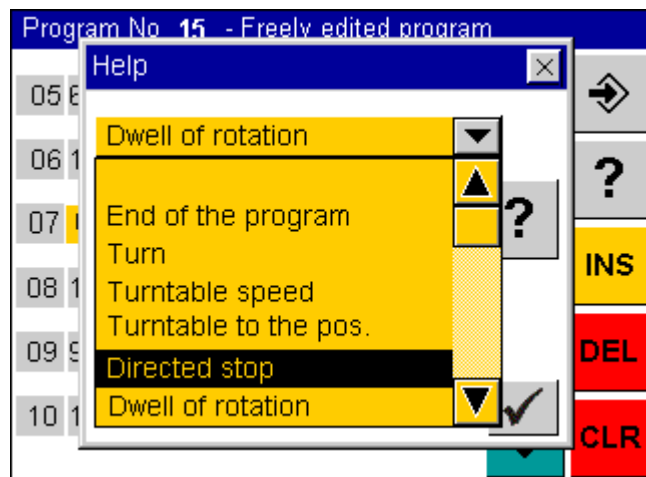 Program No 15 - Freely edited program
Help
05 6
Dwell of rotation
06 1
?
End of the program
?
07
Turn
INS
Turntable speed
08 1
Turntable to the pos.
09 9
Directed stop
DEL
Dwell of rotation
10 1
CLR